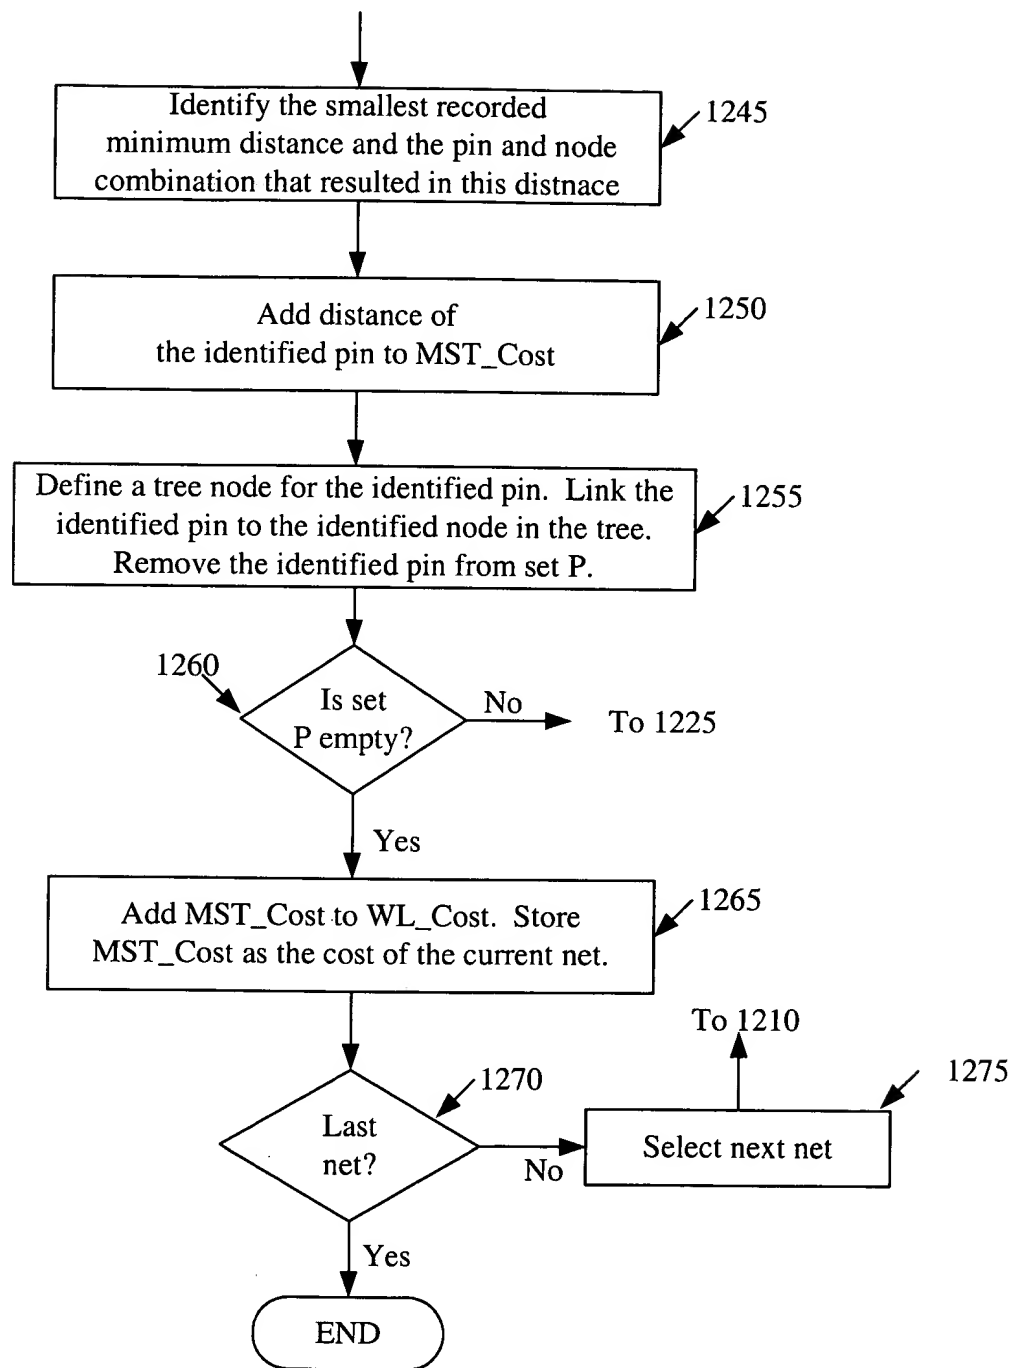 Identify the smallest recorded
minimum distance and the pin and node
combination that resulted in this distnace
1245
Add distance of
the identified pin to MST_Cost
1250
Define a tree node for the identified pin. Link the
identified pin to the identified node in the tree.
Remove the identified pin from set P.
1255
1260
Is set
P empty?
No
To 1225
Yes
Add MST_Cost to WL_Cost. Store
MST_Cost as the cost of the current net.
1265
To 1210
1270
1275
Last
net?
No
Select next net
Yes
END